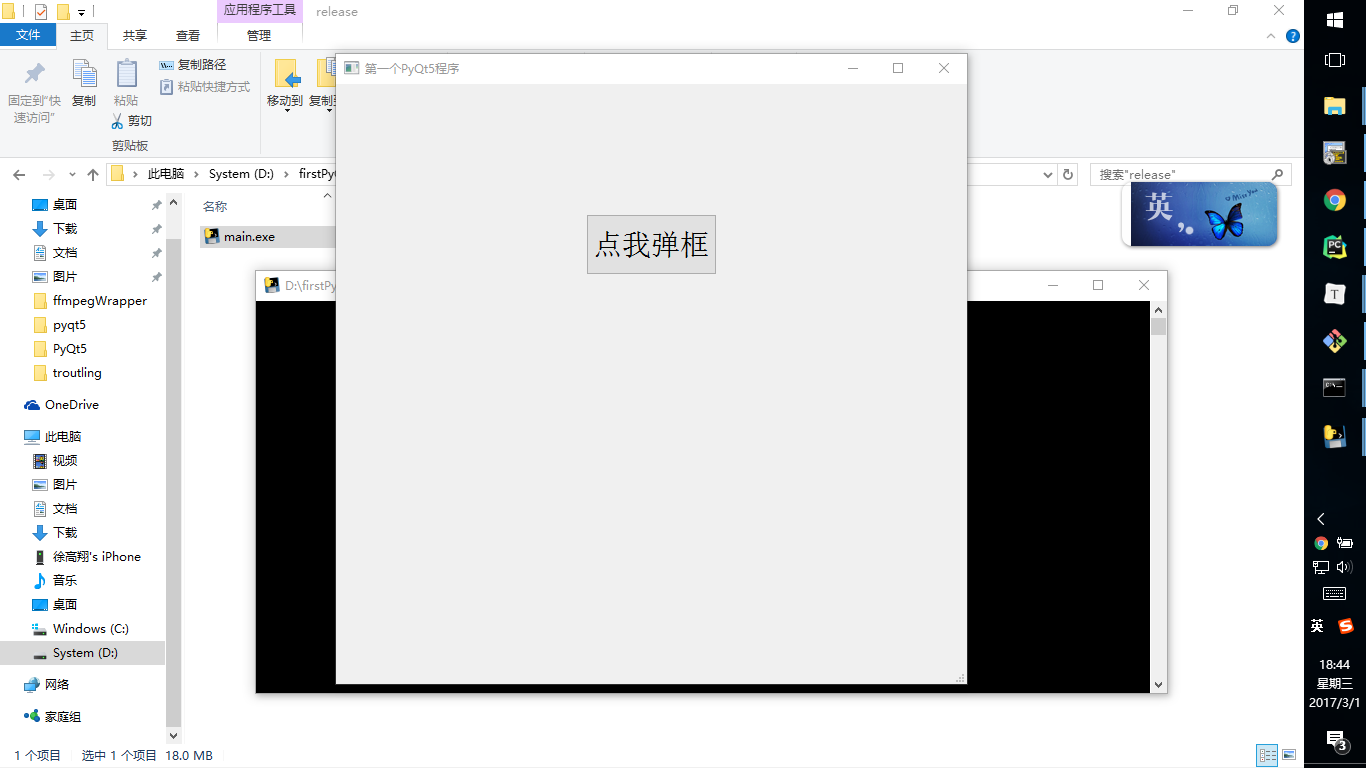 应用程序工具
release
文件
主页
共享
查看
管理
固定到"快速访问"
复制
粘贴
复制路径
粘贴快捷方式
剪切
剪贴板
移动到
复制到
此电脑 › System (D:) › firstPy
搜索"release"
桌面
下载
文档
图片
ffmpegWrapper
pyqt5
PyQt5
troutling
OneDrive
此电脑
视频
图片
文档
下载
徐高翔's iPhone
音乐
桌面
Windows (C:)
System (D:)
网络
家庭组
名称
main.exe
D:\firstPy
第一个PyQt5程序
点我弹框
英 ,
Miss You
PC
T
C:\
英
S
18:44
星期三
2017/3/1
3
1 个项目
选中 1 个项目 18.0 MB